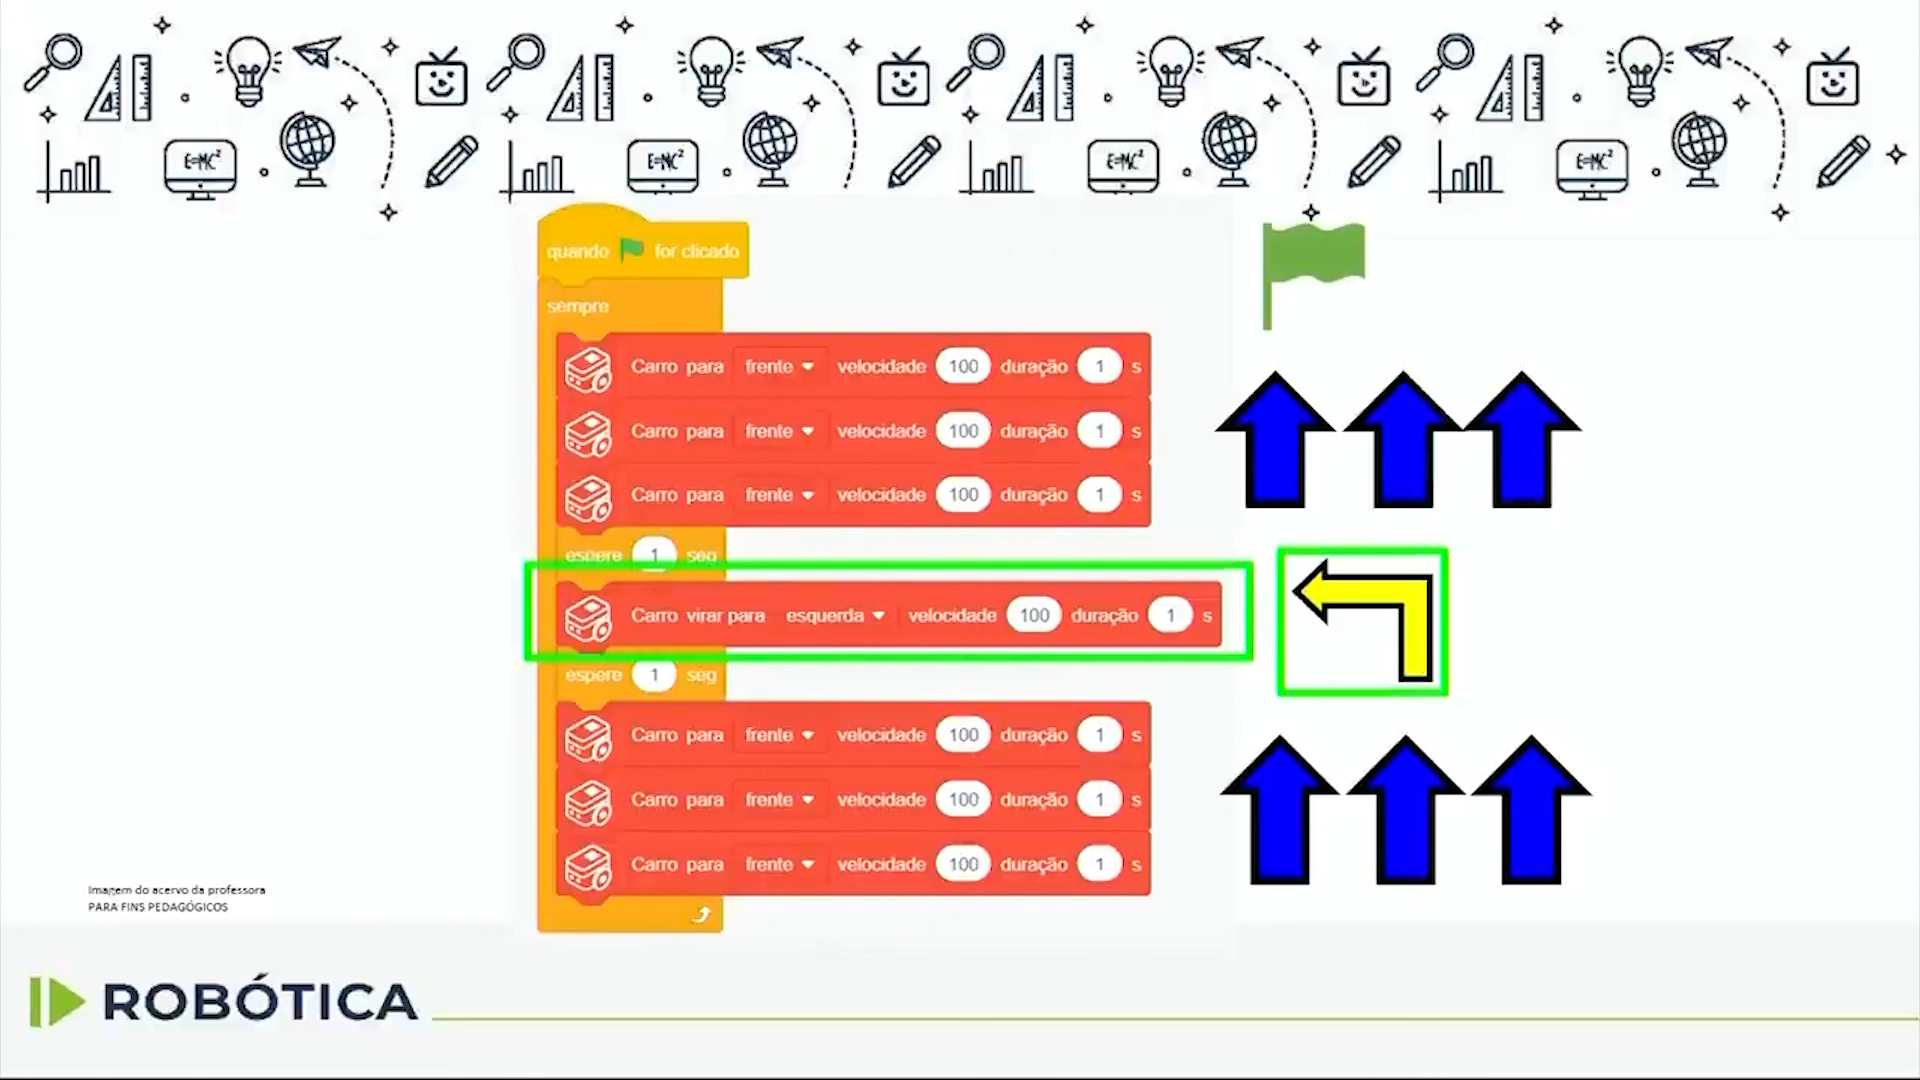 E=MC² E=MC² E=MC² E=MC²
quando for clicado
sempre
Carro para frente velocidade 100 duração 1 s
Carro para frente velocidade 100 duração 1 s
Carro para frente velocidade 100 duração 1 s
espere 1 seg
Carro virar para esquerda velocidade 100 duração 1 s
espere 1 seg
Carro para frente velocidade 100 duração 1 s
Carro para frente velocidade 100 duração 1 s
Carro para frente velocidade 100 duração 1 s
Imagem do acervo da professora
PARA FINS PEDAGÓGICOS
ROBÓTICA